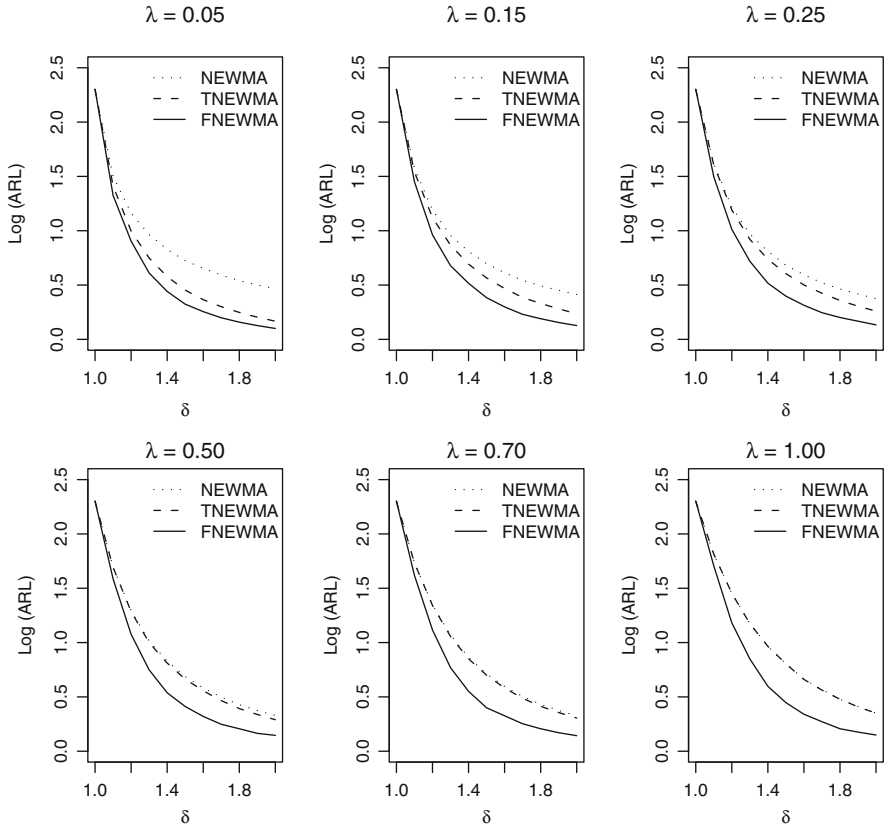 λ = 0.05
λ = 0.15
λ = 0.25
Log (ARL)
2.5
2.0
1.5
1.0
0.5
0.0
NEWMA
TNEWMA
FNEWMA
1.0
1.4
1.8
δ
Log (ARL)
2.5
2.0
1.5
1.0
0.5
0.0
NEWMA
TNEWMA
FNEWMA
1.0
1.4
1.8
δ
Log (ARL)
2.5
2.0
1.5
1.0
0.5
0.0
NEWMA
TNEWMA
FNEWMA
1.0
1.4
1.8
δ
λ = 0.50
λ = 0.70
λ = 1.00
Log (ARL)
2.5
2.0
1.5
1.0
0.5
0.0
NEWMA
TNEWMA
FNEWMA
1.0
1.4
1.8
δ
Log (ARL)
2.5
2.0
1.5
1.0
0.5
0.0
NEWMA
TNEWMA
FNEWMA
1.0
1.4
1.8
δ
Log (ARL)
2.5
2.0
1.5
1.0
0.5
0.0
NEWMA
TNEWMA
FNEWMA
1.0
1.4
1.8
δ